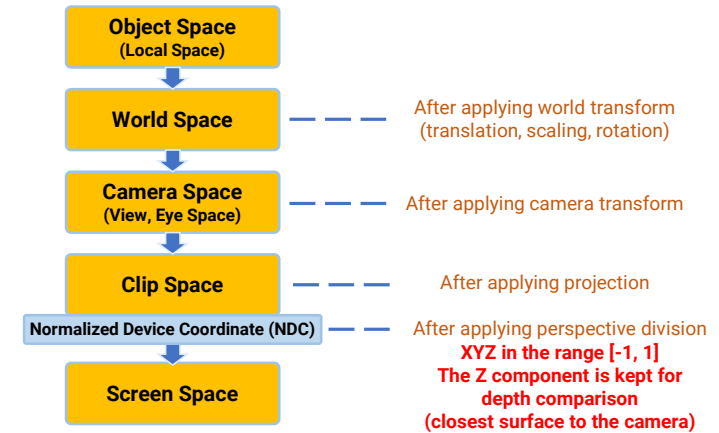 Object Space
(Local Space)
World Space
After applying world transform
(translation, scaling, rotation)
Camera Space
(View, Eye Space)
After applying camera transform
Clip Space
After applying projection
Normalized Device Coordinate (NDC)
After applying perspective division
XYZ in the range [-1, 1]
The Z component is kept for
depth comparison
(closest surface to the camera)
Screen Space